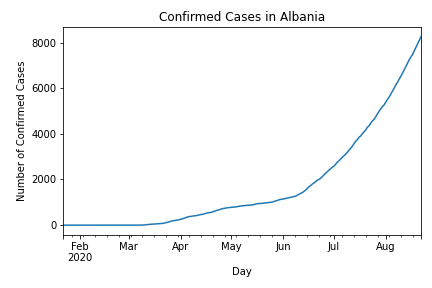 Confirmed Cases in Albania
8000
6000
4000
2000
0
Number of Confirmed Cases
Feb Mar Apr May Jun Jul Aug
2020
Day